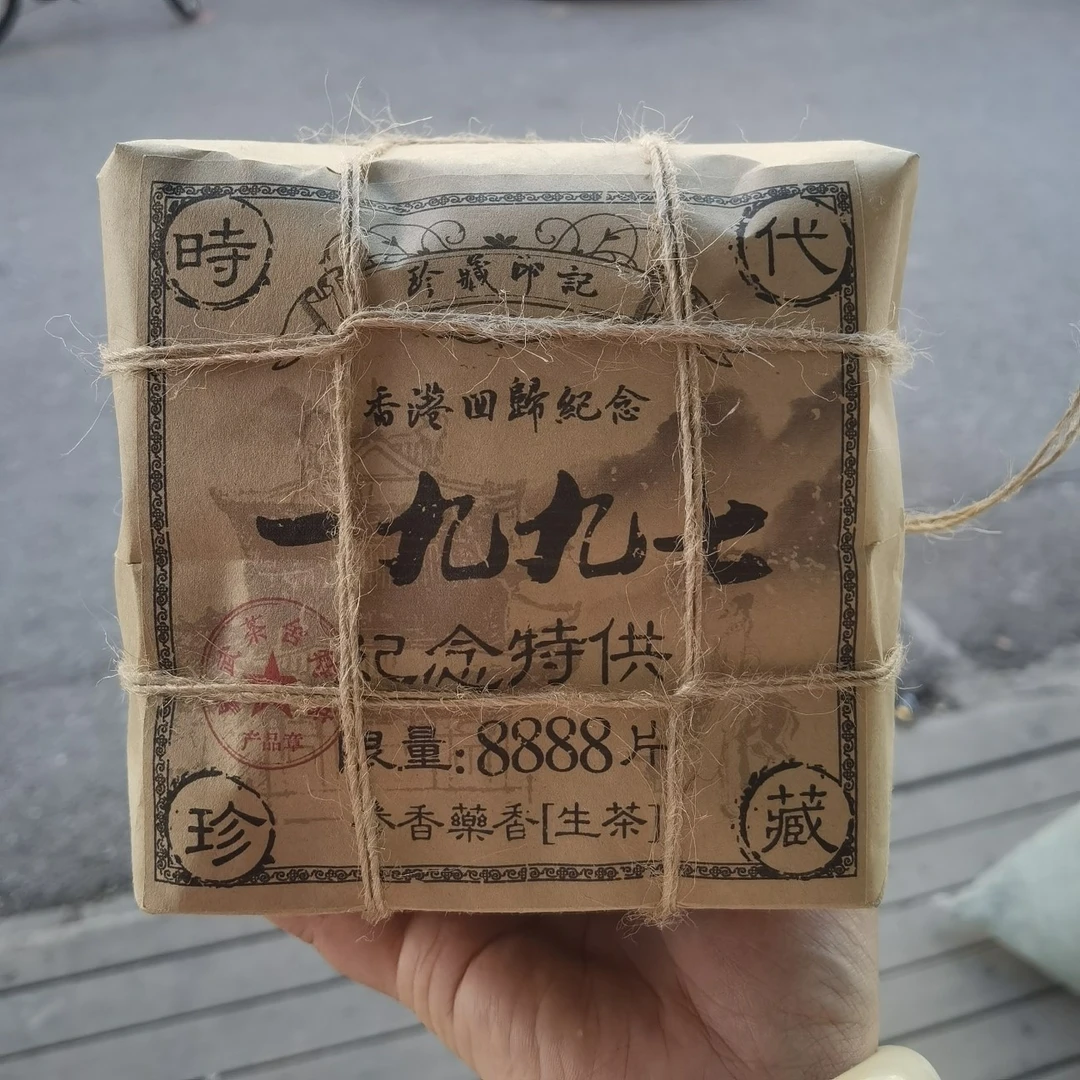 時 代
珍藏印記
香港回歸紀念
一九九七
紀念特供
限量:8888片
香藥香[生茶]
产品章
珍 藏